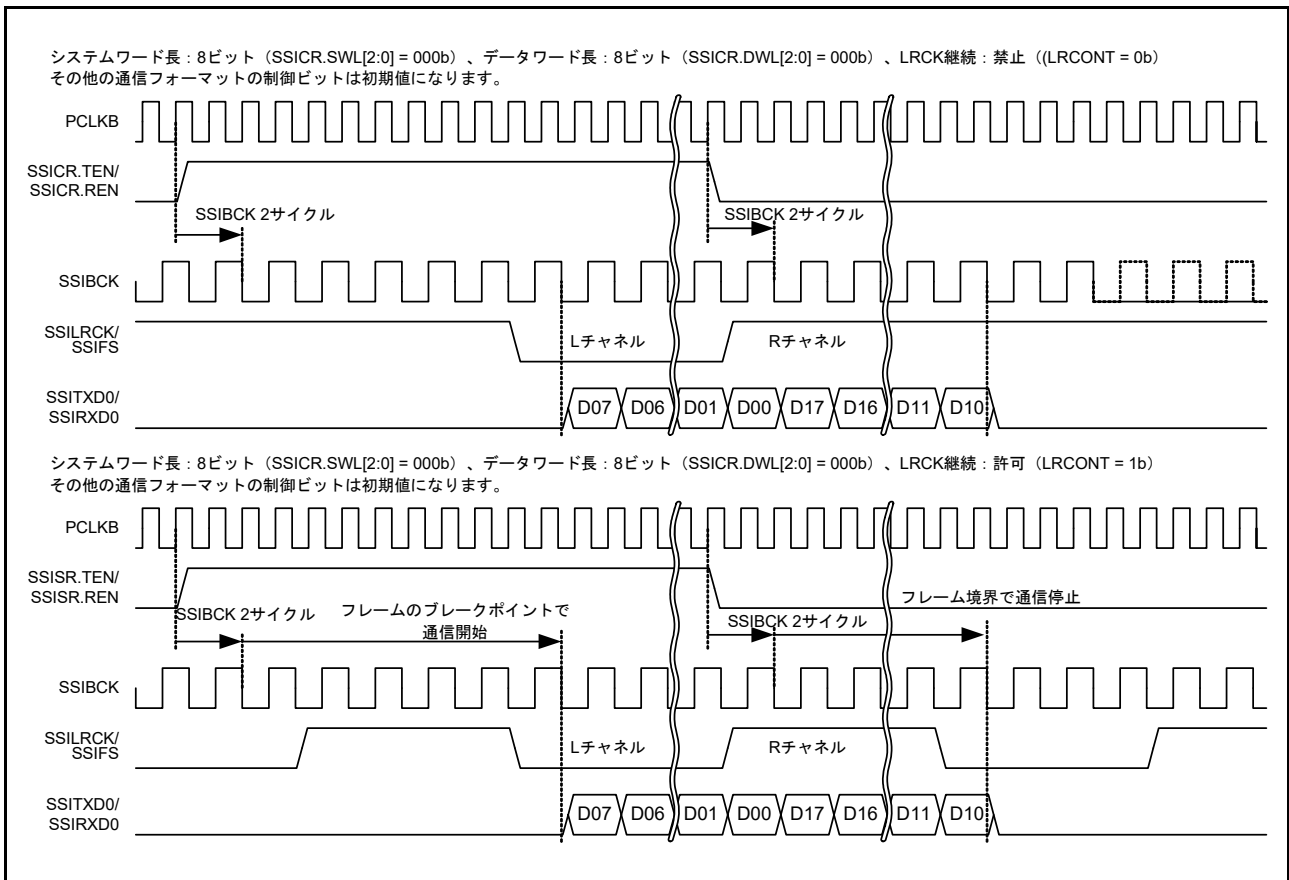 システムワード長：8ビット（SSICR.SWL[2:0] = 000b）、データワード長：8ビット（SSICR.DWL[2:0] = 000b）、LRCK継続：禁止（(LRCONT = 0b）
その他の通信フォーマットの制御ビットは初期値になります。
PCLKB
SSICR.TEN/
SSICR.REN
SSIBCK 2サイクル
SSIBCK 2サイクル
SSIBCK
SSILRCK/
SSIFS
Lチャネル
Rチャネル
SSITXD0/
SSIRXD0
D07 D06 D01 D00 D17 D16 D11 D10
システムワード長：8ビット（SSICR.SWL[2:0] = 000b）、データワード長：8ビット（SSICR.DWL[2:0] = 000b）、LRCK継続：許可（LRCONT = 1b）
その他の通信フォーマットの制御ビットは初期値になります。
PCLKB
SSISR.TEN/
SSISR.REN
SSIBCK 2サイクル
フレームのブレークポイントで
通信開始
SSIBCK 2サイクル
フレーム境界で通信停止
SSIBCK
SSILRCK/
SSIFS
Lチャネル
Rチャネル
SSITXD0/
SSIRXD0
D07 D06 D01 D00 D17 D16 D11 D10